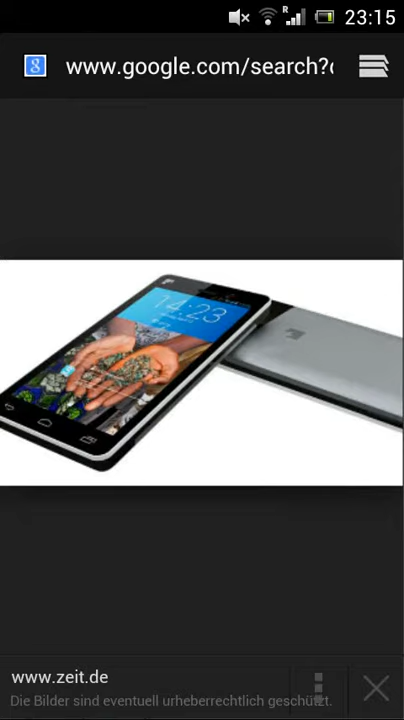 R 23:15
www.google.com/search?
14:23
www.zeit.de
Die Bilder sind eventuell urheberrechtlich geschützt.